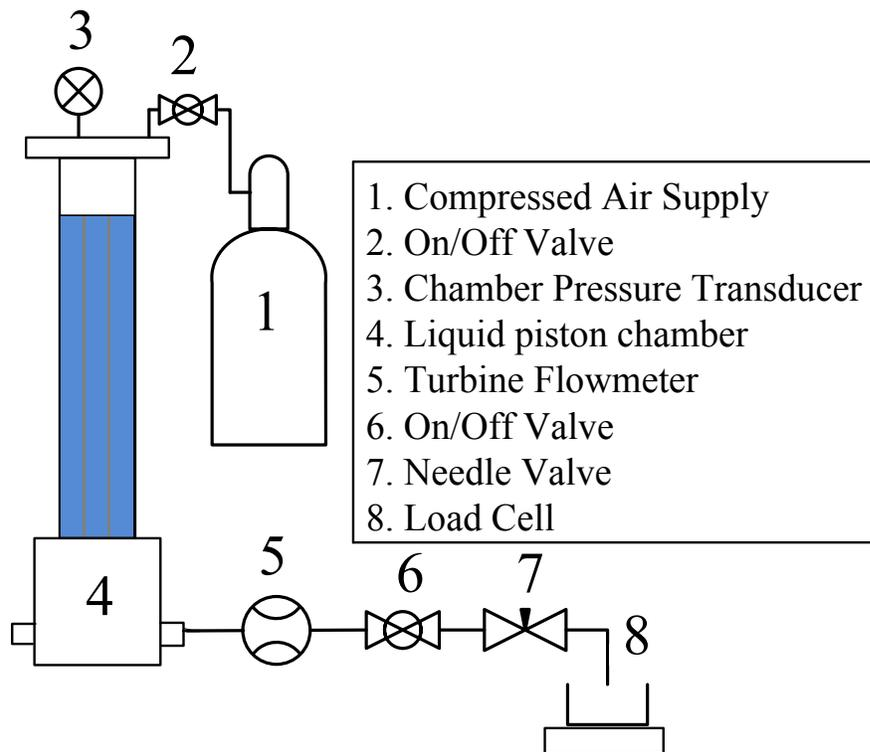 3
2
1
1. Compressed Air Supply
2. On/Off Valve
3. Chamber Pressure Transducer
4. Liquid piston chamber
5. Turbine Flowmeter
6. On/Off Valve
7. Needle Valve
8. Load Cell
4
5
6
7
8